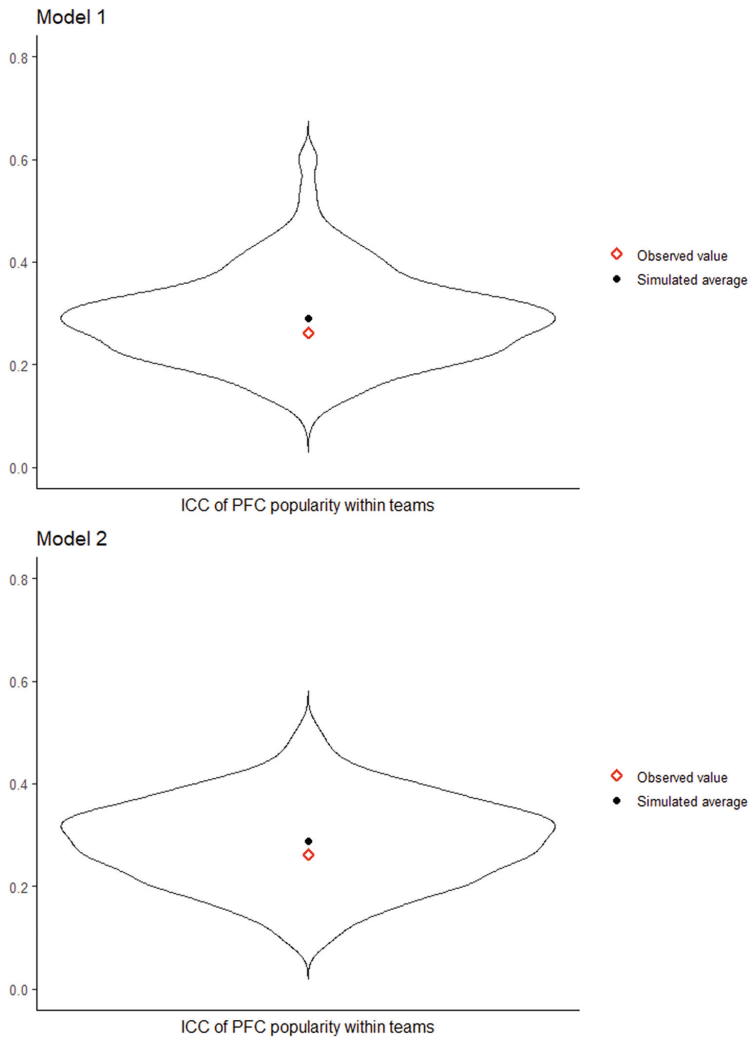 Model 1
0.8
0.6
0.4
0.2
0.0
Observed value
Simulated average
ICC of PFC popularity within teams
Model 2
0.8
0.6
0.4
0.2
0.0
Observed value
Simulated average
ICC of PFC popularity within teams